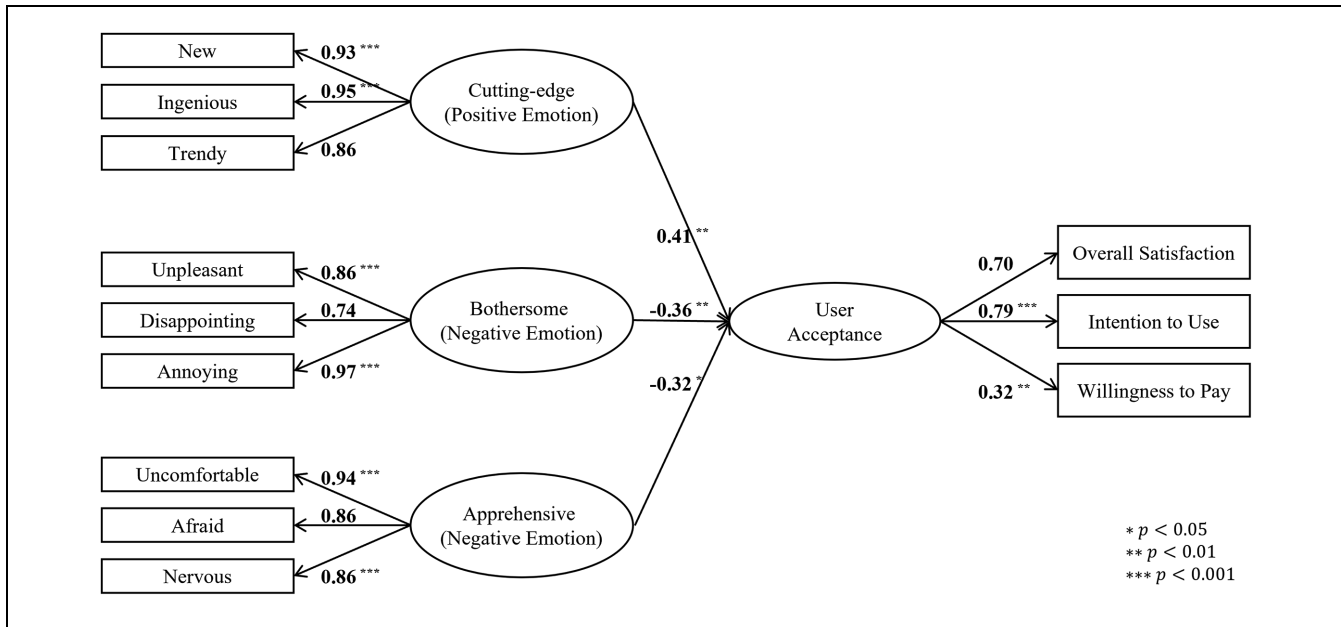 New
0.93 ***
Ingenious
0.95 ***
Trendy
0.86
Cutting-edge
(Positive Emotion)
0.41 **
Unpleasant
0.86 ***
Disappointing
0.74
Annoying
0.97 ***
Bothersome
(Negative Emotion)
-0.36 **
Uncomfortable
0.94 ***
Afraid
0.86
Nervous
0.86 ***
Apprehensive
(Negative Emotion)
-0.32 *
User
Acceptance
0.70
Overall Satisfaction
0.79 ***
Intention to Use
0.32 **
Willingness to Pay
* p < 0.05
** p < 0.01
*** p < 0.001